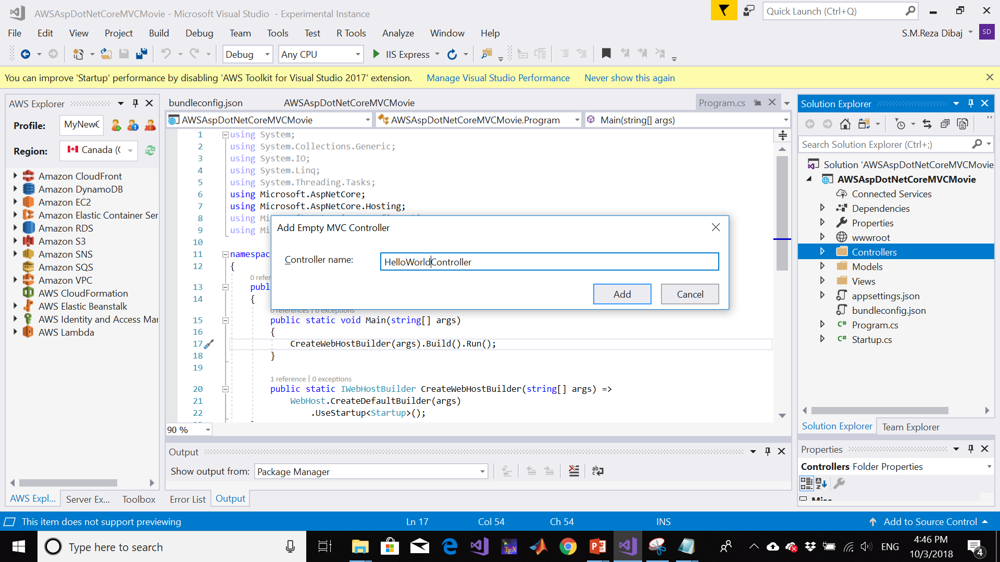 AWSAspDotNetCoreMVCMovie - Microsoft Visual Studio - Experimental Instance
Quick Launch (Ctrl+Q)
File Edit View Project Build Debug Team Tools Test R Tools Analyze Window Help
S.M.Reza Dibaj SD
Debug Any CPU IIS Express
You can improve 'Startup' performance by disabling 'AWS Toolkit for Visual Studio 2017' extension. Manage Visual Studio Performance Never show this again
AWS Explorer
Profile: MyNewC
Region: Canada (C
Amazon CloudFront
Amazon DynamoDB
Amazon EC2
Amazon Elastic Container Ser
Amazon RDS
Amazon S3
Amazon SNS
Amazon SQS
Amazon VPC
AWS CloudFormation
AWS Elastic Beanstalk
AWS Identity and Access Mar
AWS Lambda
AWS Expl... Server Ex... Toolbox
bundleconfig.json AWSAspDotNetCoreMVCMovie Program.cs
AWSAspDotNetCoreMVCMovie AWSAspDotNetCoreMVCMovie.Program Main(string[] args)
1 using System;
2 using System.Collections.Generic;
3 using System.IO;
4 using System.Linq;
5 using System.Threading.Tasks;
6 using Microsoft.AspNetCore;
7 using Microsoft.AspNetCore.Hosting;
8 using Mi
9 using Mi
10
11 namespac
12 {
0 refer
13 publ
14 {
0 references | 0 exceptions
15 public static void Main(string[] args)
16 {
17 CreateWebHostBuilder(args).Build().Run();
18 }
19
1 reference | 0 exceptions
20 public static IWebHostBuilder CreateWebHostBuilder(string[] args) =>
21 WebHost.CreateDefaultBuilder(args)
22 .UseStartup<Startup>();
90 %
Add Empty MVC Controller
Controller name: HelloWorldController
Add Cancel
Output
Show output from: Package Manager
Error List Output
Solution Explorer
Search Solution Explorer (Ctrl+;)
Solution 'AWSAspDotNetCoreMVCMovie
AWSAspDotNetCoreMVCMovie
Connected Services
Dependencies
Properties
wwwroot
Controllers
Models
Views
appsettings.json
bundleconfig.json
C# Program.cs
C# Startup.cs
Solution Explorer Team Explorer
Properties
Controllers Folder Properties
Misc
This item does not support previewing Ln 17 Col 54 Ch 54 INS Add to Source Control
Type here to search
ENG
4:46 PM
10/3/2018
4